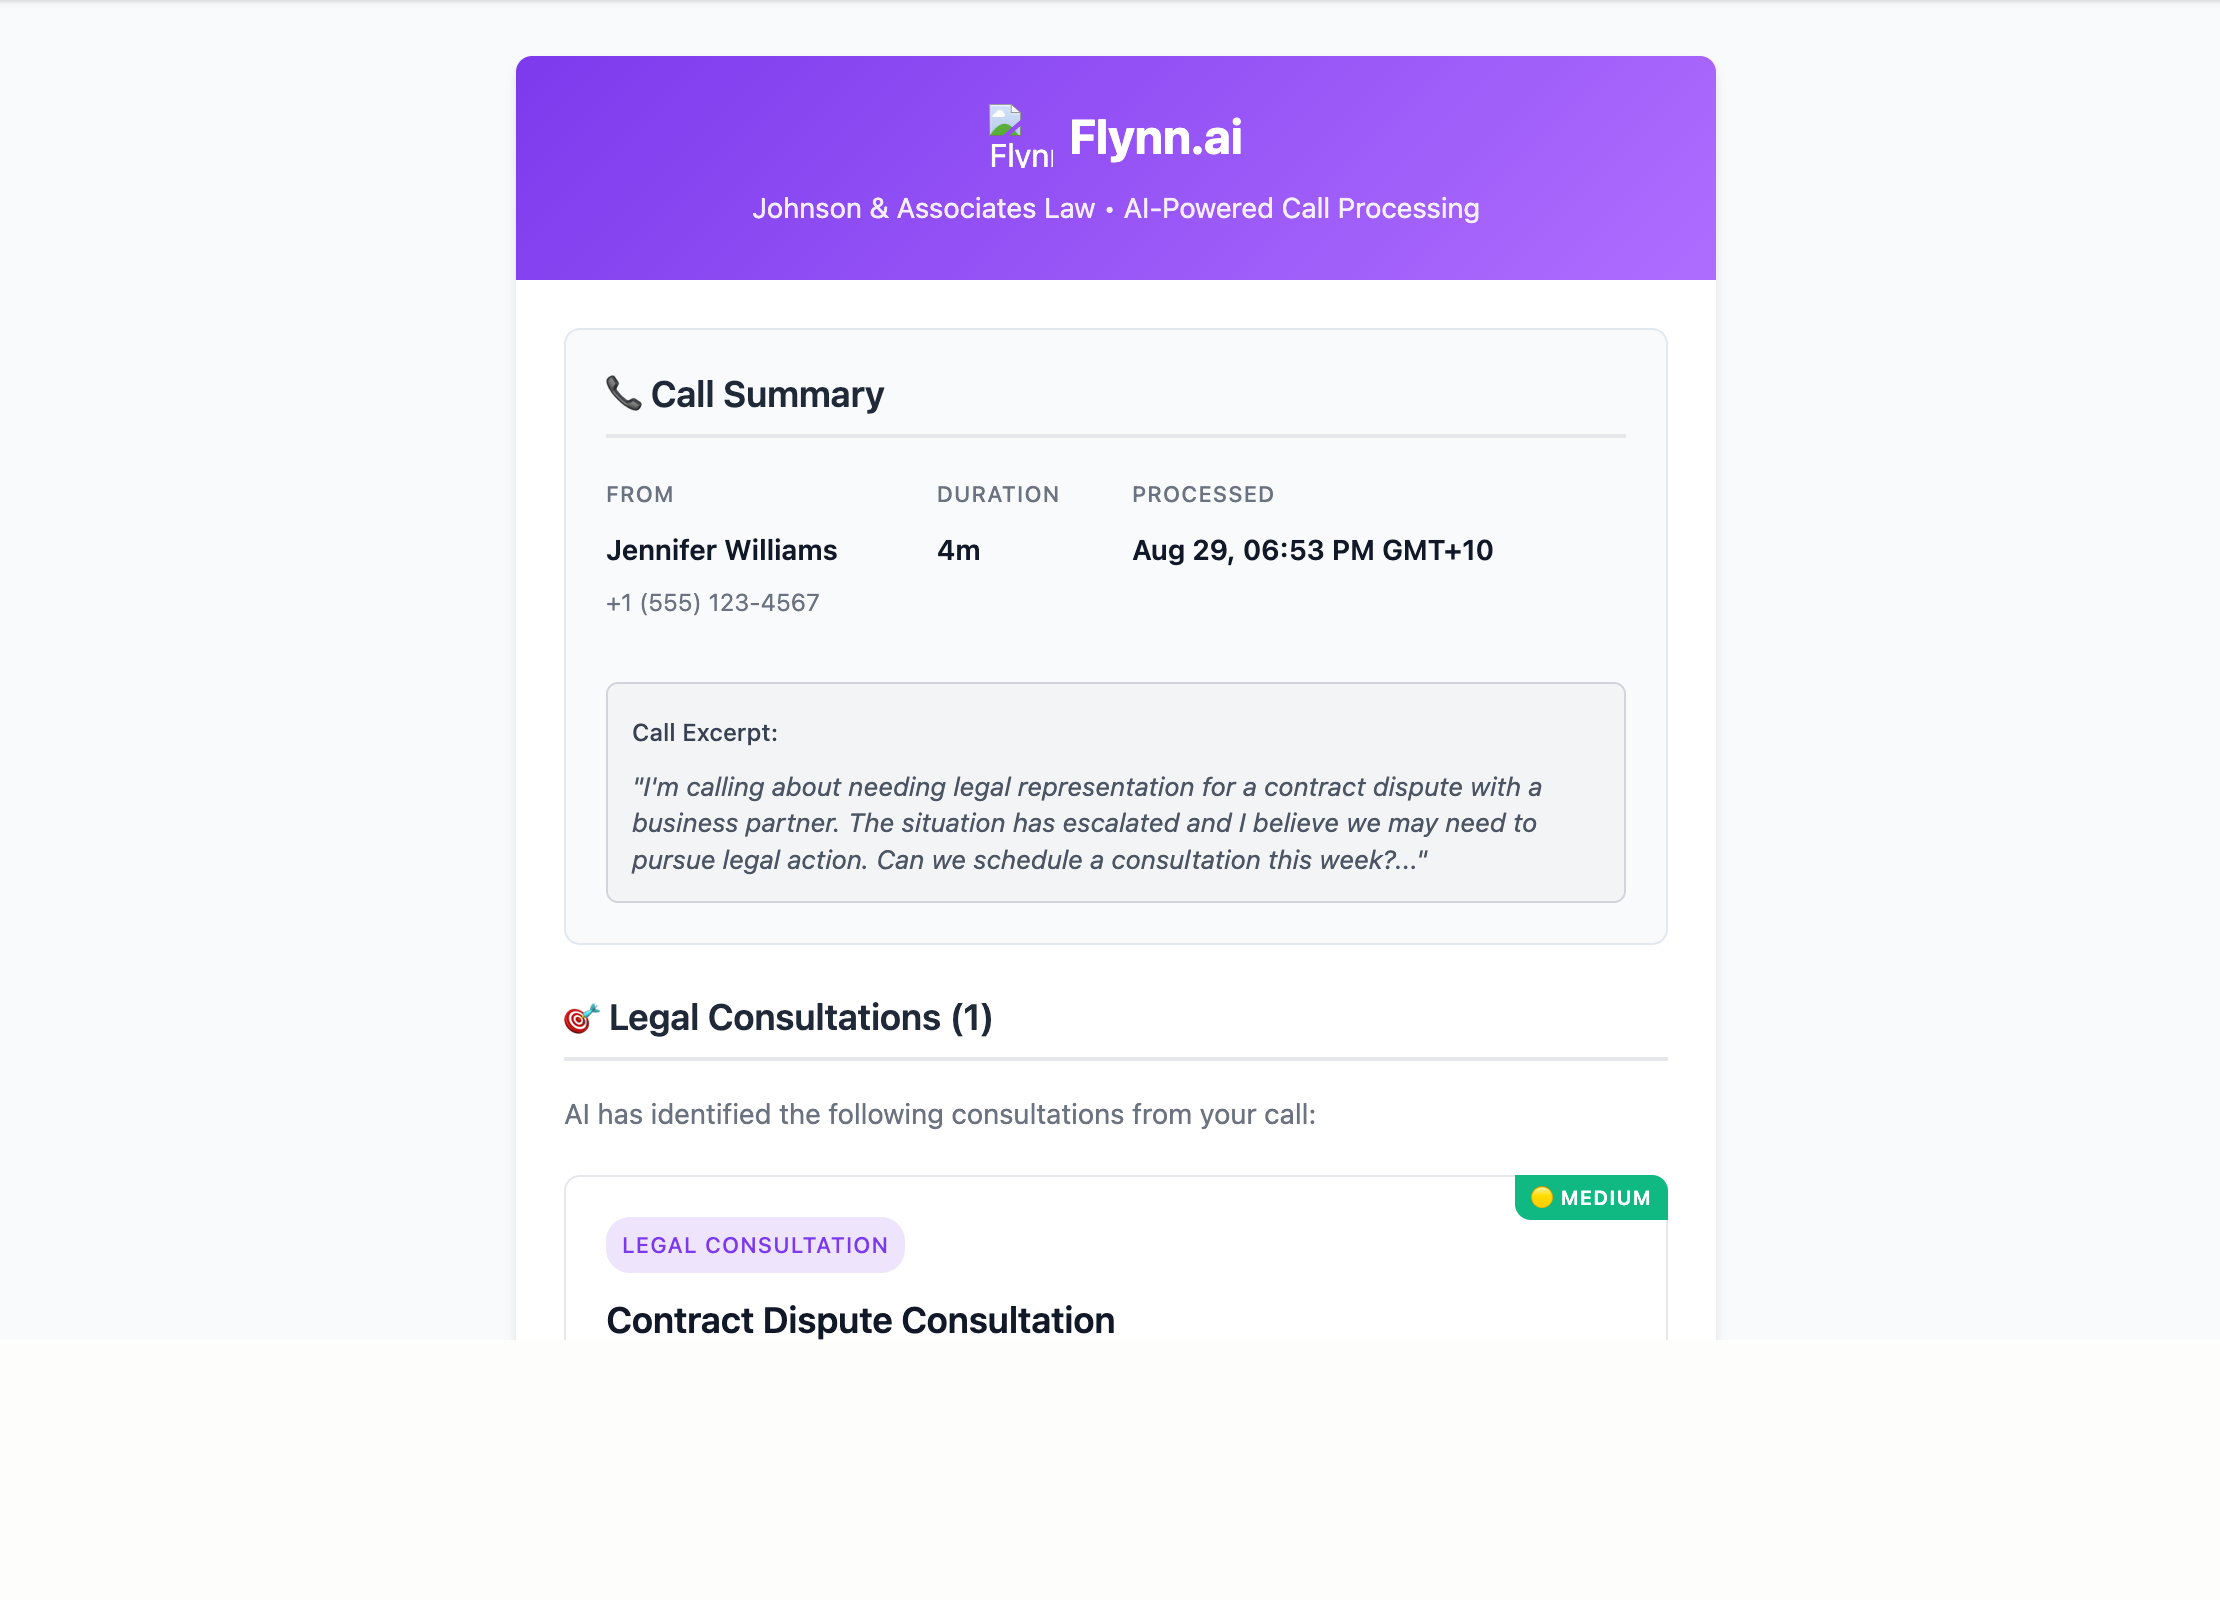 Flynn.ai
Johnson & Associates Law • AI-Powered Call Processing
📞 Call Summary
FROM
DURATION
PROCESSED
Jennifer Williams
4m
Aug 29, 06:53 PM GMT+10
+1 (555) 123-4567
Call Excerpt:
"I'm calling about needing legal representation for a contract dispute with a
business partner. The situation has escalated and I believe we may need to
pursue legal action. Can we schedule a consultation this week?..."
🎯 Legal Consultations (1)
AI has identified the following consultations from your call:
🟡 MEDIUM
LEGAL CONSULTATION
Contract Dispute Consultation